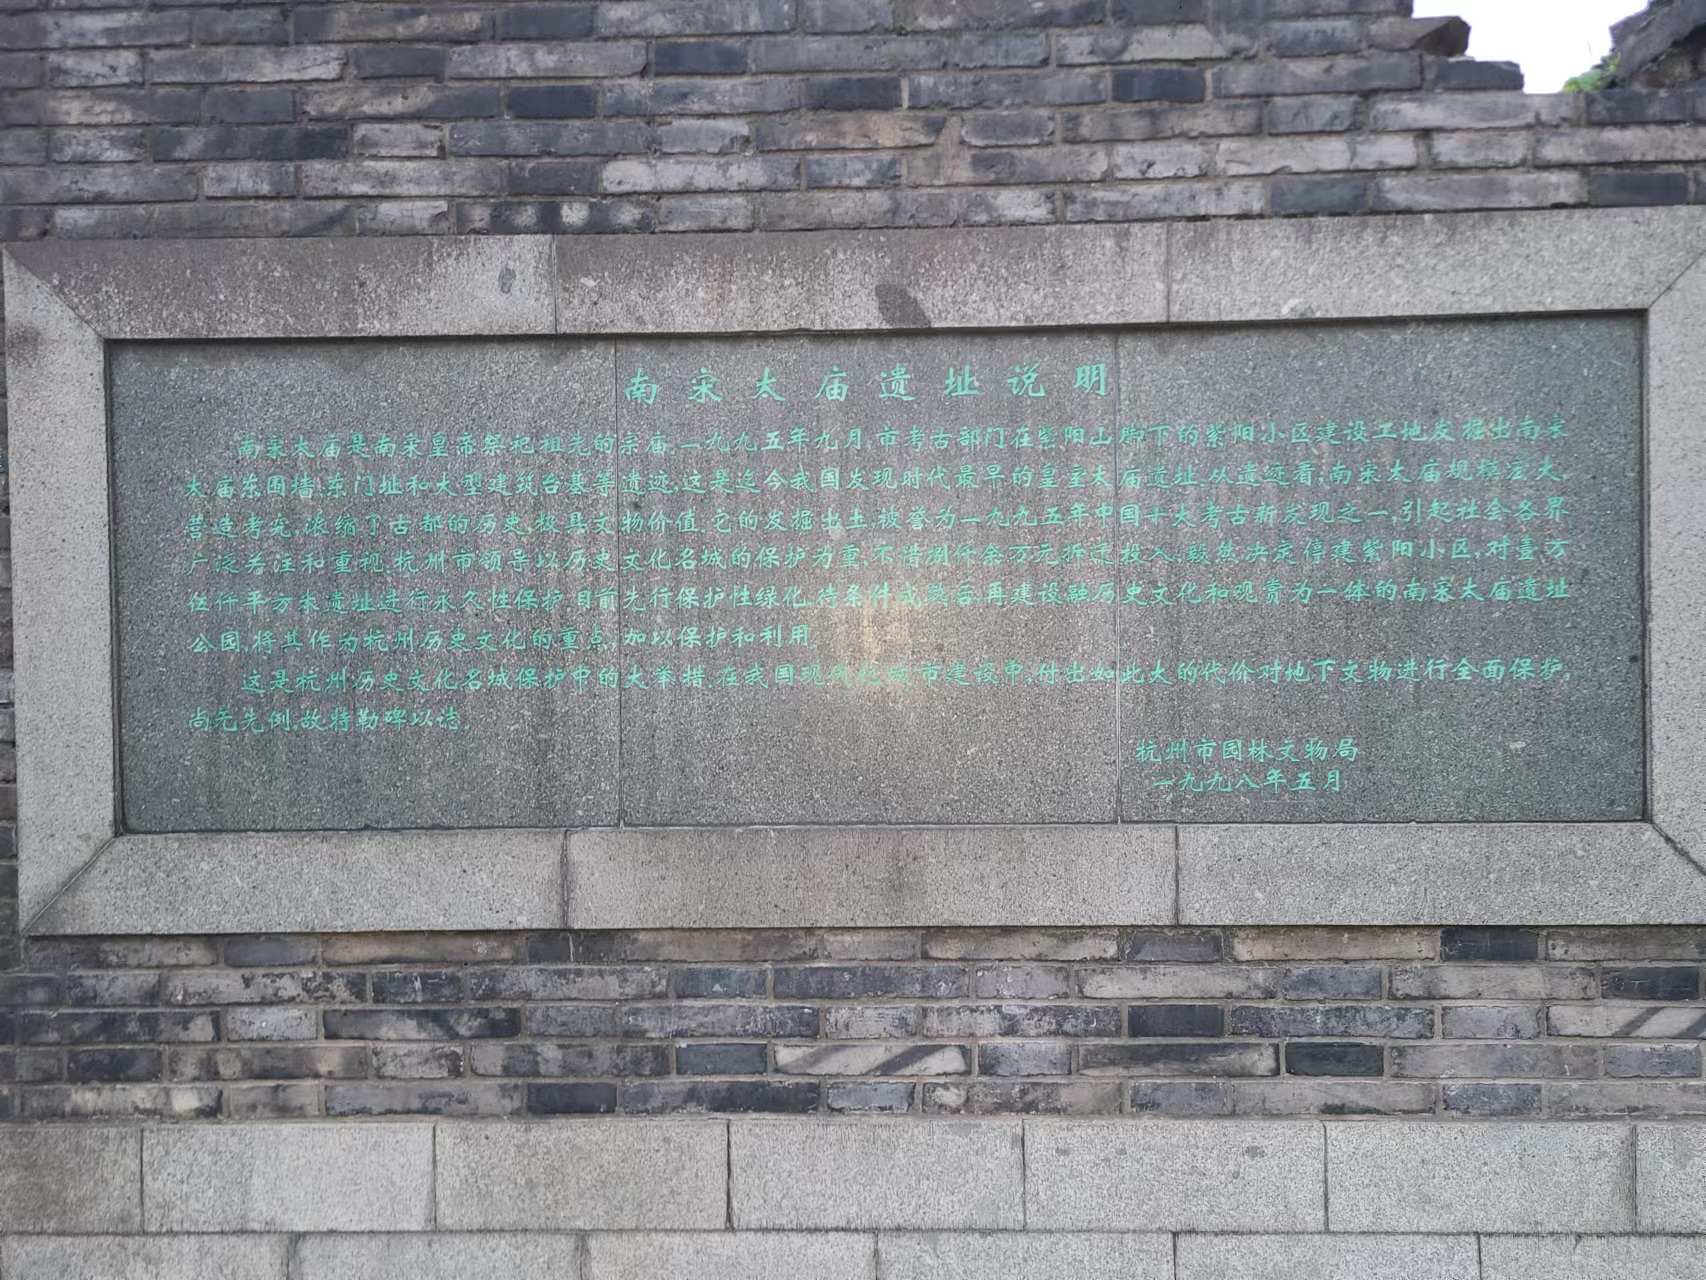 南宋太庙遗址说明
南宋太庙是南宋皇帝祭祀祖先的宗庙.一九九五年九月,市考古部门在紫阳山脚下的紫阳小区建设工地发掘出南宋
太庙东围墙、东门址和大型建筑台基等遗迹,这是迄今我国发现时代最早的皇室太庙遗址.从遗迹看,南宋太庙规模宏大,
营造考究,浓缩了古都的历史,极具文物价值.它的发掘出土,被誉为一九九五年中国十大考古新发现之一,引起社会各界
广泛关注和重视.杭州市领导以历史文化名城的保护为重,不惜捌仟余万元拆迁投入,毅然决定停建紫阳小区,对壹万
伍仟平方米遗址进行永久性保护.目前先行保护性绿化,待条件成熟后,再建设融历史文化和观赏为一体的南宋太庙遗址
公园,将其作为杭州历史文化的重点,加以保护和利用.
这是杭州历史文化名城保护中的大举措.在我国现代化城市建设中,付出如此大的代价对地下文物进行全面保护,
尚无先例.故特勒碑以志.
杭州市园林文物局
一九九八年五月